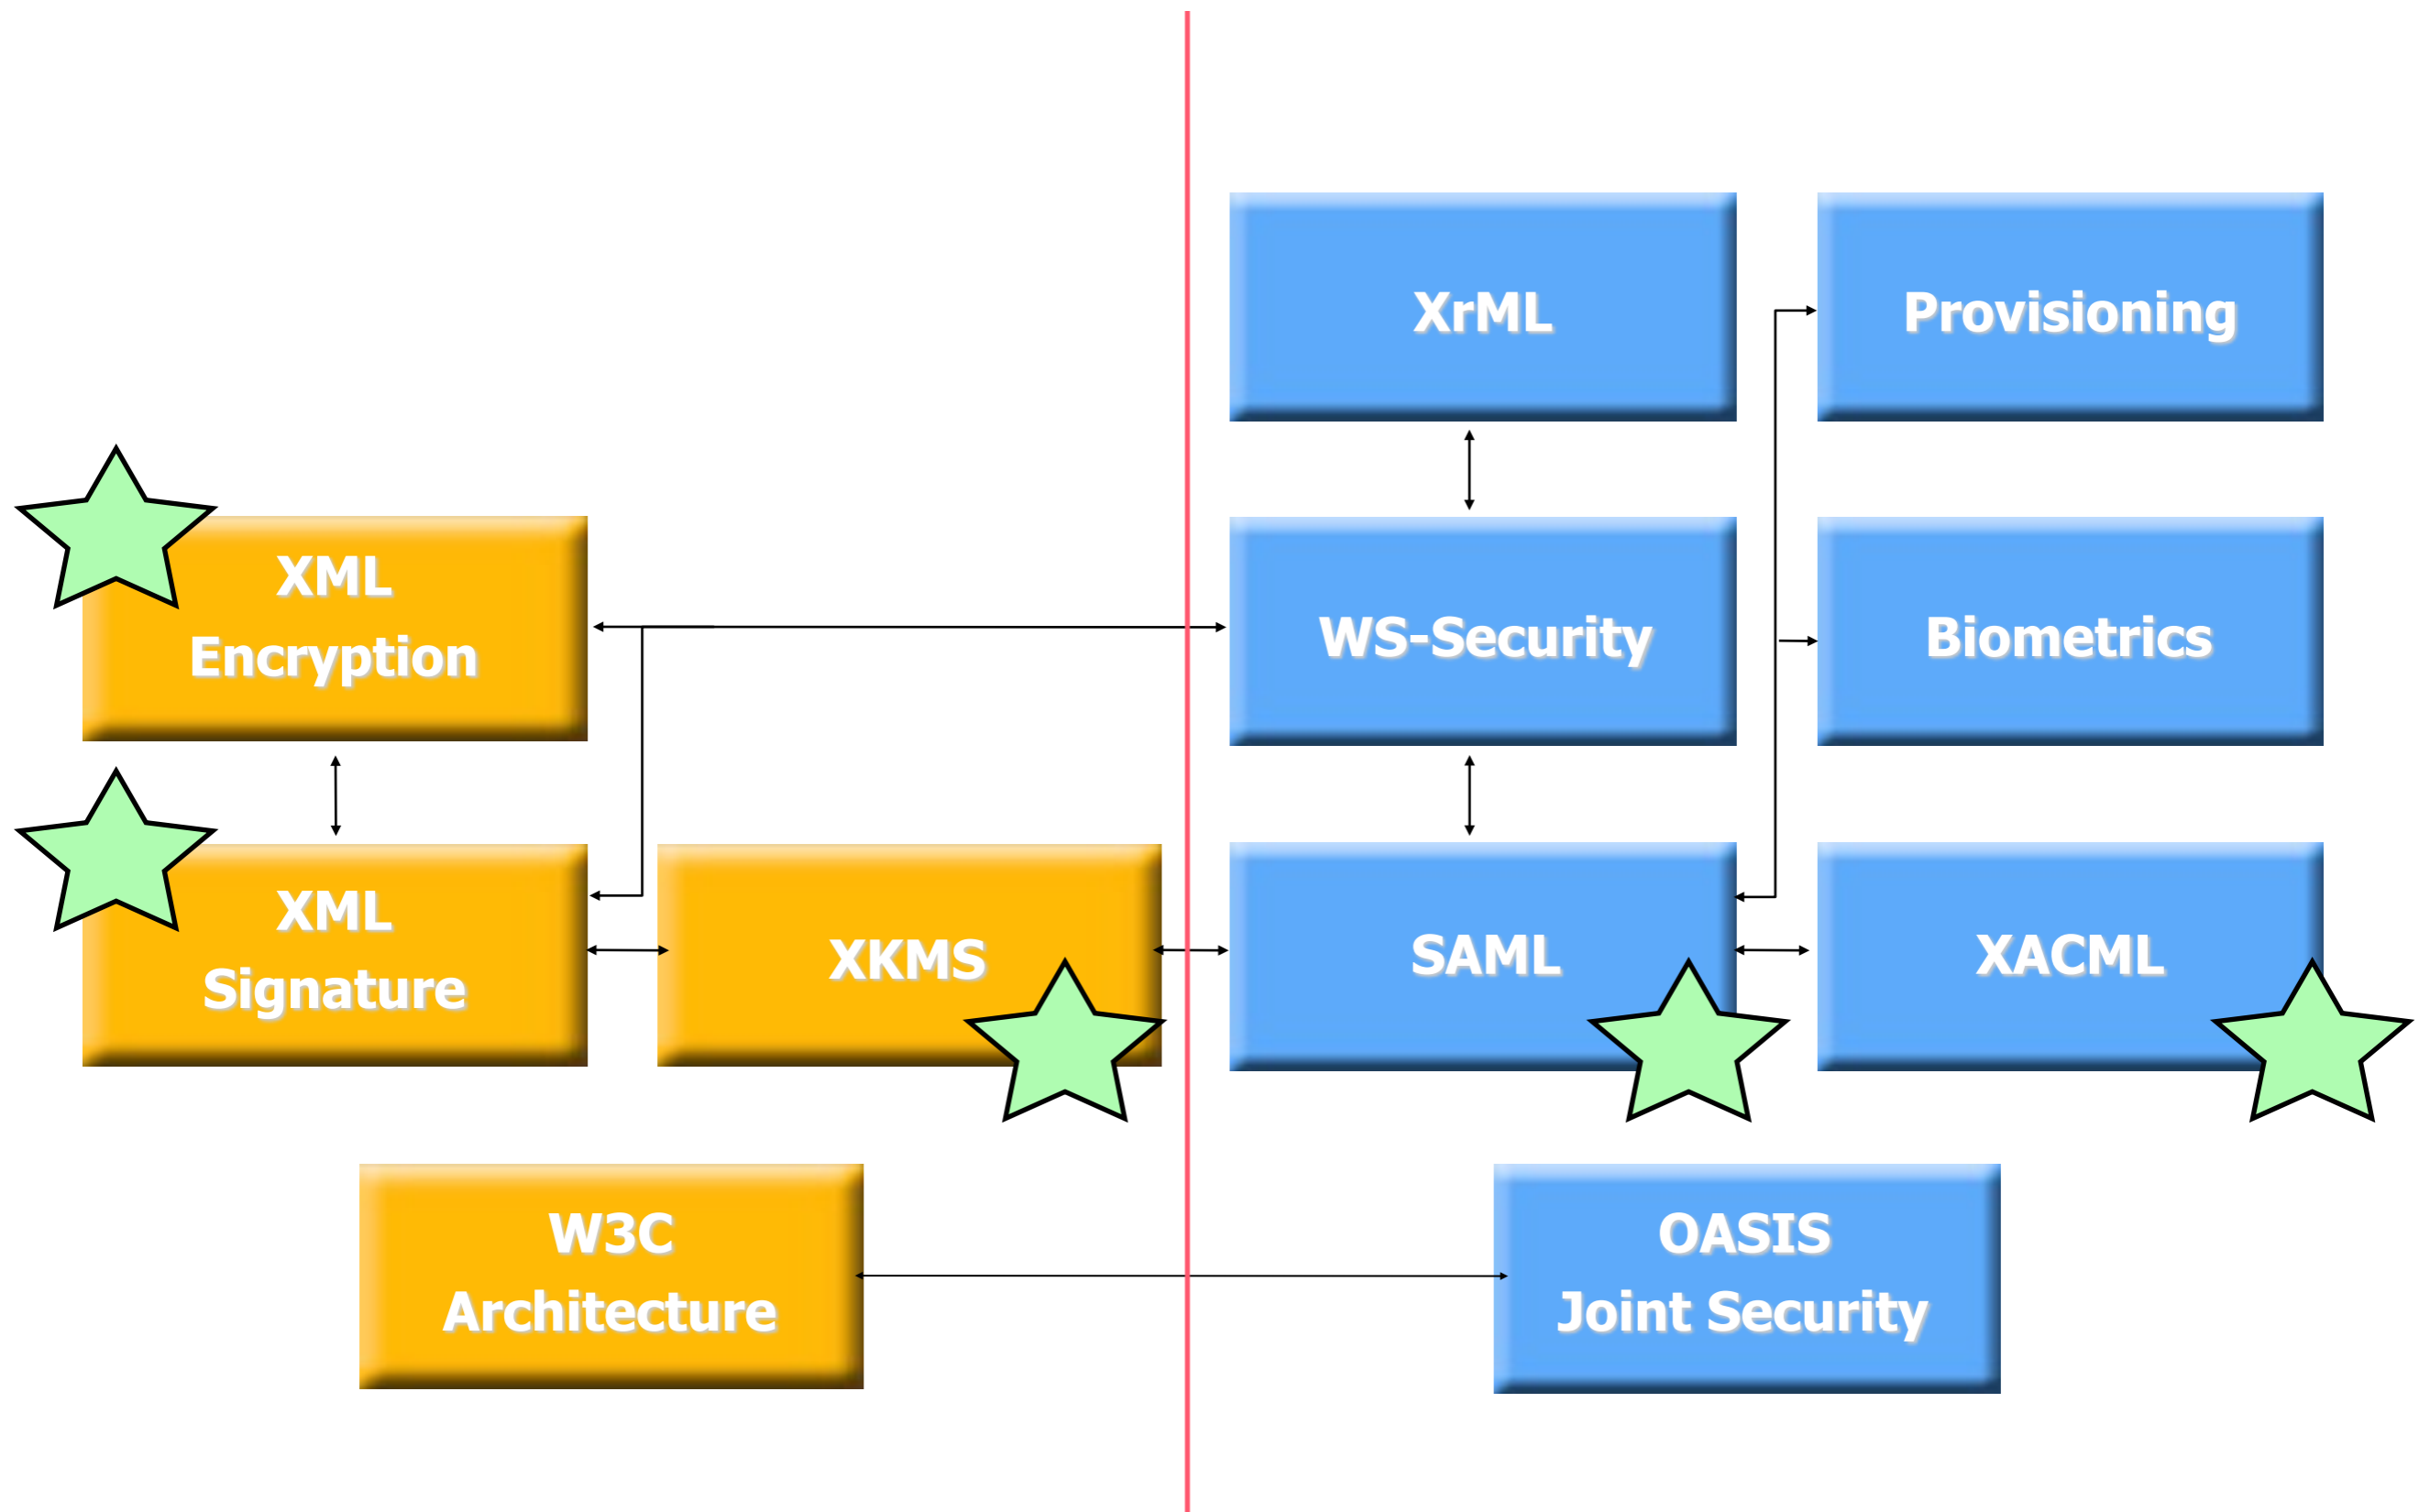 XrML
Provisioning
XML
Encryption
WS-Security
Biometrics
XML
Signature
XKMS
SAML
XACML
W3C
Architecture
OASIS
Joint Security